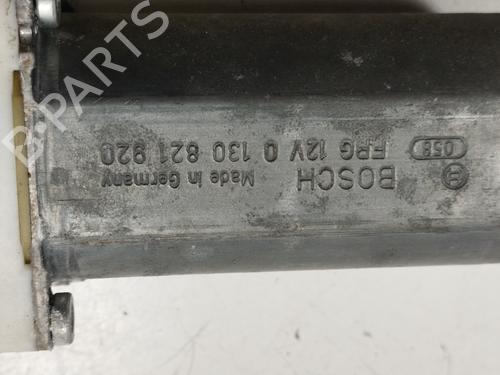 B-PARTS
058
FRG 12V 0 130 821 920
BOSCH Made in Germany